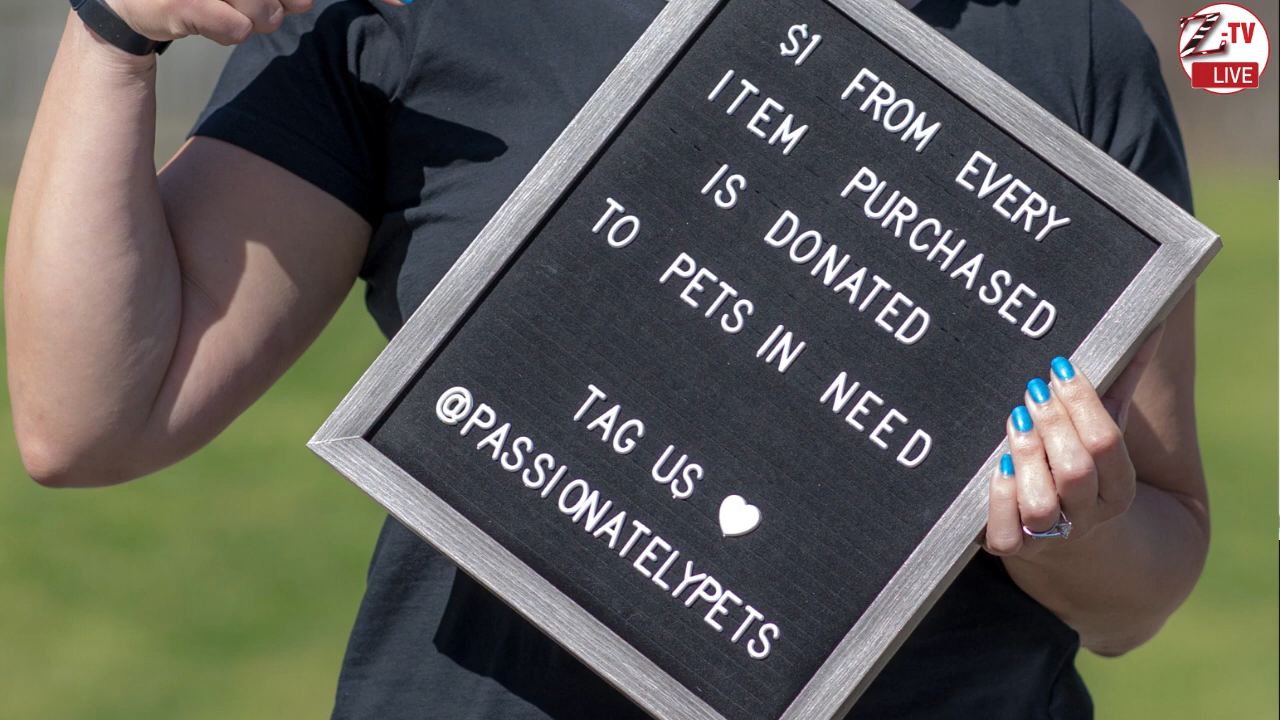 $1 FROM EVERY
ITEM PURCHASED
IS DONATED
TO PETS IN NEED
TAG US
@PASSIONATELYPETS
Z-TV
LIVE